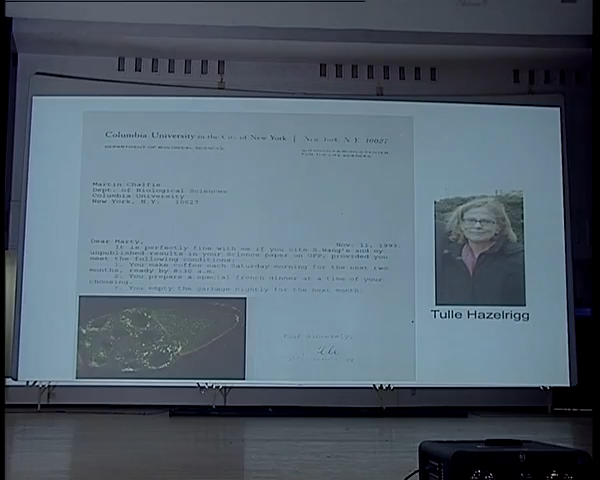 Columbia University in the City of New York | New York, N.Y. 10027
DEPARTMENT OF BIOLOGICAL SCIENCES
FOR THE LIFE SCIENCES
Martin Chalfie
Dept. of Biological Sciences
Columbia University
New York, N.Y. 10027
Nov. 11, 1993
Dear Marty,
It is perfectly fine with me if you cite S.Wang's and my
unpublished results in your Science paper on GFP, provided you
meet the following conditions:
1. You make coffee each Saturday morning for the next two
months, ready by 8:30 a.m.
2. You prepare a special french dinner at a time of your
choosing.
3. You empty the garbage nightly for the next month.
Your sincerely,
Tulle Hazelrigg